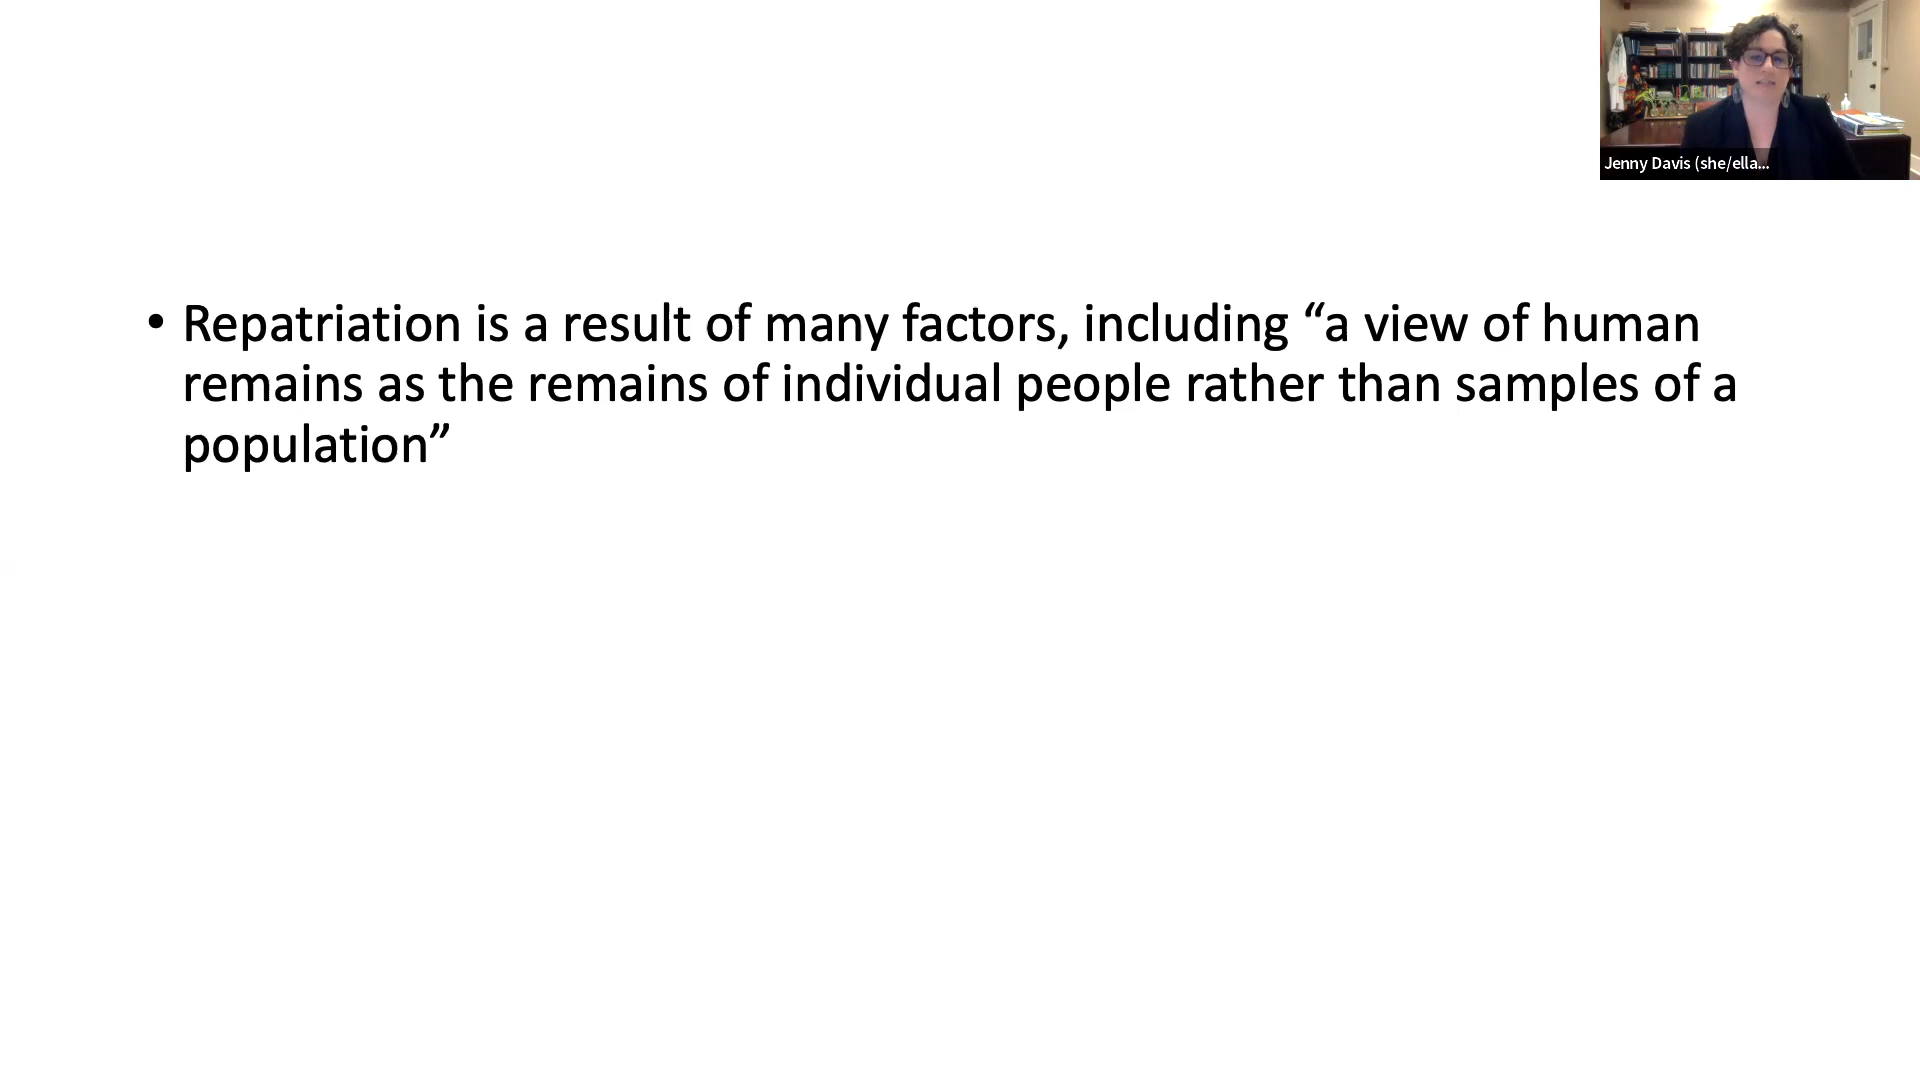 Jenny Davis (she/ella...
• Repatriation is a result of many factors, including “a view of human
remains as the remains of individual people rather than samples of a
population”